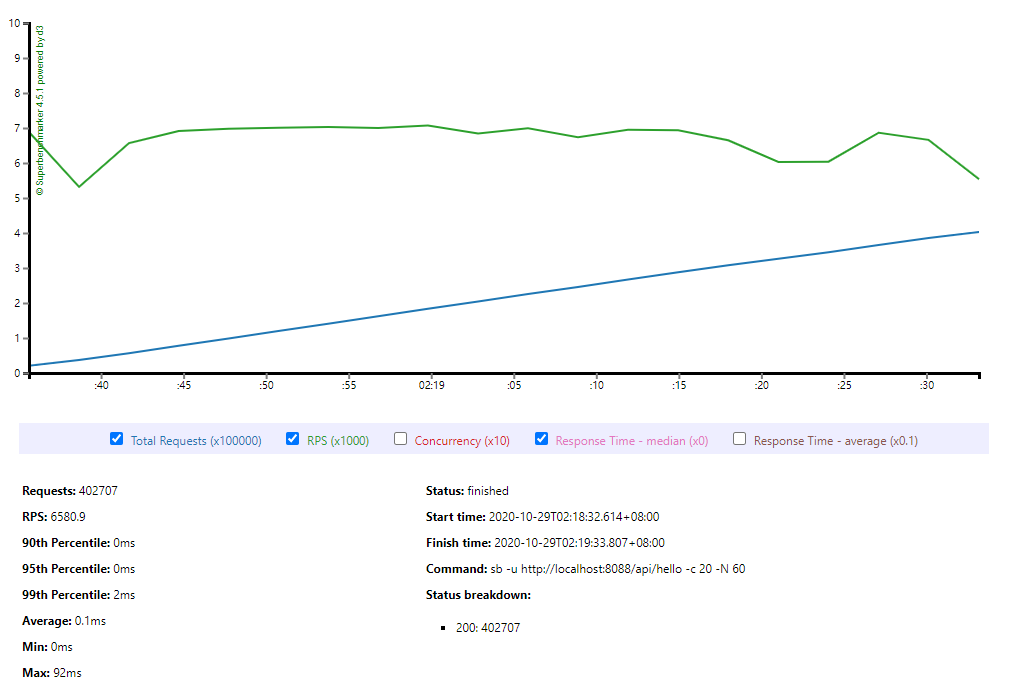 10
© Superbenchmarker 4.5.1 powered by d3
9
8
7
6
5
4
3
2
1
0
:40 :45 :50 :55 02:19 :05 :10 :15 :20 :25 :30
Total Requests (x100000) RPS (x1000) Concurrency (x10) Response Time - median (x0) Response Time - average (x0.1)
Requests: 402707
RPS: 6580.9
90th Percentile: 0ms
95th Percentile: 0ms
99th Percentile: 2ms
Average: 0.1ms
Min: 0ms
Max: 92ms
Status: finished
Start time: 2020-10-29T02:18:32.614+08:00
Finish time: 2020-10-29T02:19:33.807+08:00
Command: sb -u http://localhost:8088/api/hello -c 20 -N 60
Status breakdown:
200: 402707